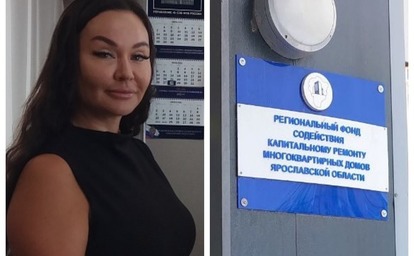 РЕГИОНАЛЬНЫЙ ФОНД
СОДЕЙСТВИЯ
КАПИТАЛЬНОМУ РЕМОНТУ
МНОГОКВАРТИРНЫХ ДОМОВ
ЯРОСЛАВСКОЙ ОБЛАСТИ